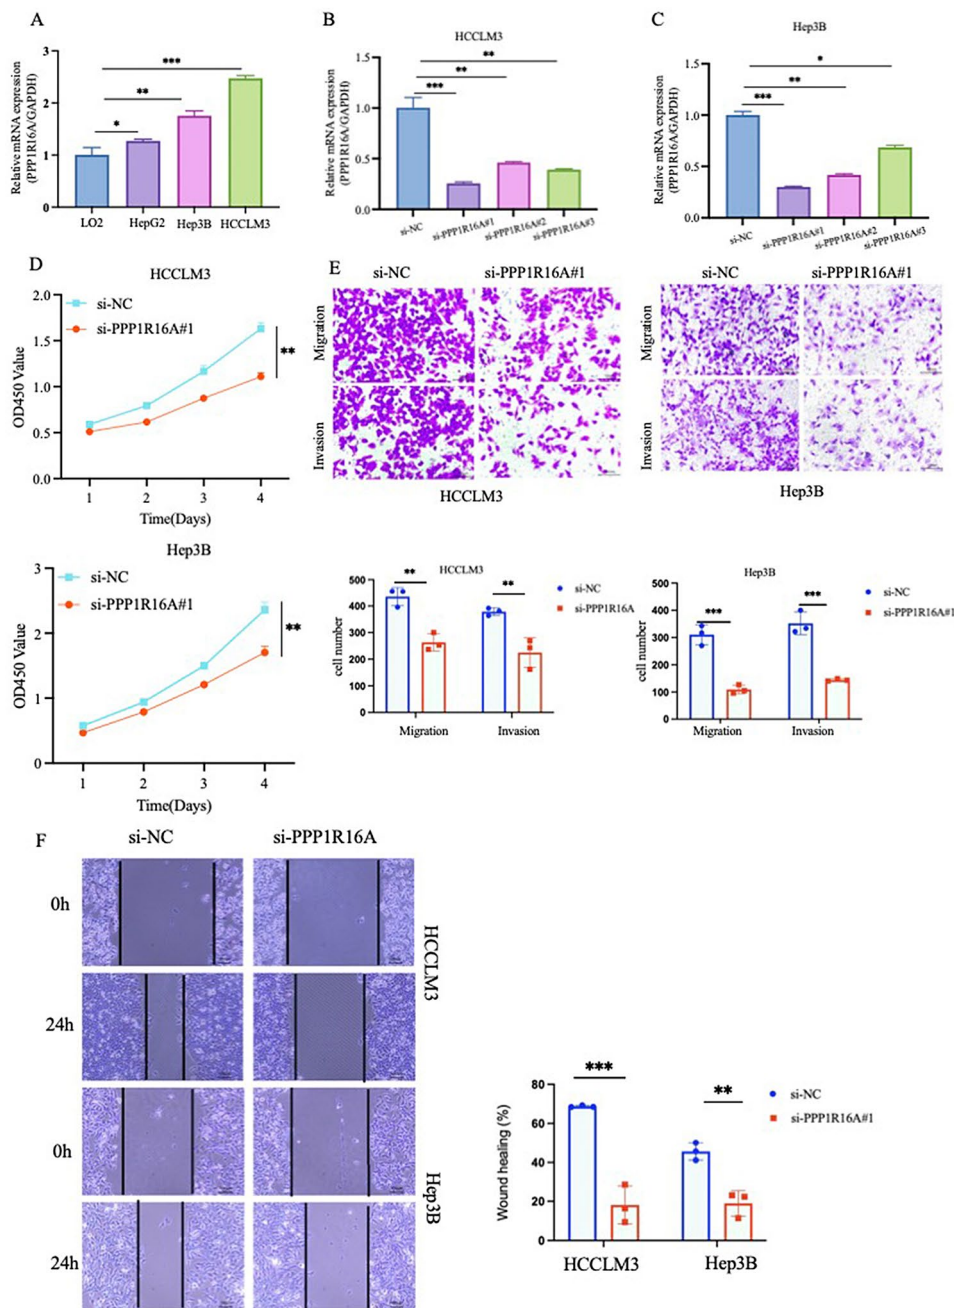 A
Relative mRNA expression
(PPP1R16A/GAPDH)
3
2
1
0
*
**
***
LO2
HepG2
Hep3B
HCCLM3
B
HCCLM3
Relative mRNA expression
(PPP1R16A/GAPDH)
1.5
1.0
0.5
0.0
***
**
**
si-NC
si-PPP1R16A#1
si-PPP1R16A#2
si-PPP1R16A#3
C
Hep3B
Relative mRNA expression
(PPP1R16A/GAPDH)
1.5
1.0
0.5
0.0
***
**
*
si-NC
si-PPP1R16A#1
si-PPP1R16A#2
si-PPP1R16A#3
D
HCCLM3
si-NC
si-PPP1R16A#1
OD450 Value
2.0
1.5
1.0
0.5
0.0
**
1 2 3 4
Time(Days)
Hep3B
si-NC
si-PPP1R16A#1
OD450 Value
3
2
1
0
**
1 2 3 4
Time(Days)
E
si-NC si-PPP1R16A#1
Migration
Invasion
HCCLM3
si-NC si-PPP1R16A#1
Migration
Invasion
Hep3B
HCCLM3
cell number
500
400
300
200
100
0
**
**
si-NC
si-PPP1R16A
Migration Invasion
Hep3B
cell number
500
400
300
200
100
0
***
***
si-NC
si-PPP1R16A#1
Migration Invasion
F
si-NC si-PPP1R16A
0h
24h
HCCLM3
0h
24h
Hep3B
Wound healing (%)
80
60
40
20
0
***
**
si-NC
si-PPP1R16A#1
HCCLM3 Hep3B